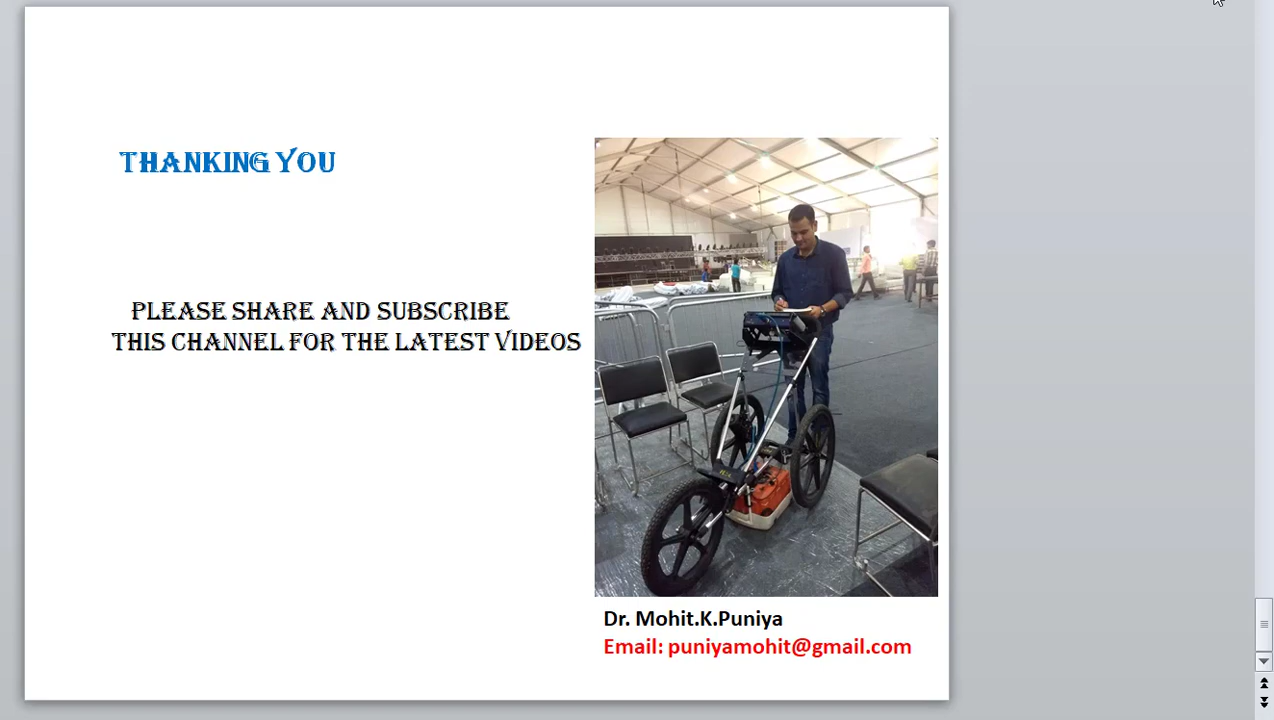 THANKING YOU
PLEASE SHARE AND SUBSCRIBE
THIS CHANNEL FOR THE LATEST VIDEOS
Dr. Mohit.K.Puniya
Email: puniyamohit@gmail.com